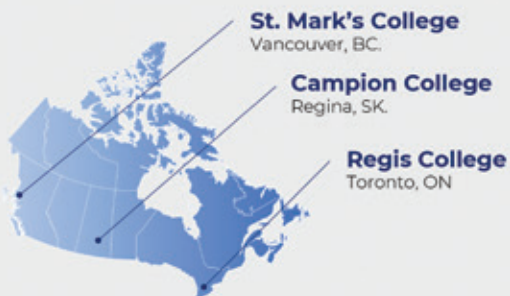 St. Mark's College
Vancouver, BC.
Campion College
Regina, SK.
Regis College
Toronto, ON